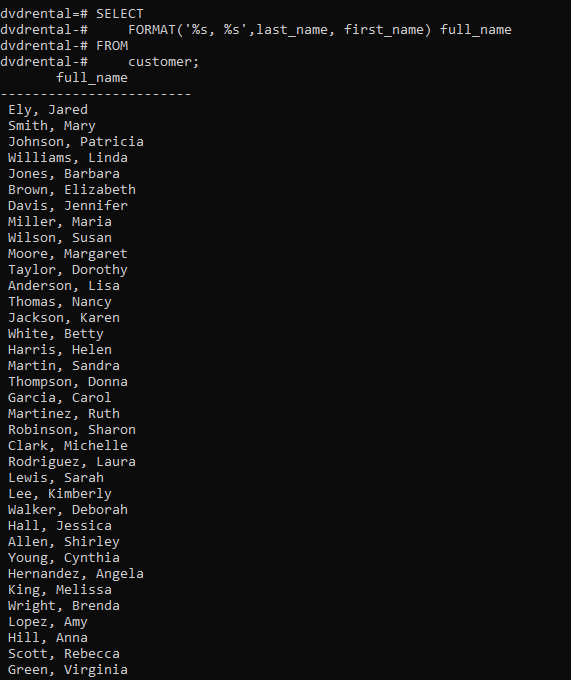 dvdrental=# SELECT
dvdrental-#     FORMAT('%s, %s',last_name, first_name) full_name
dvdrental-# FROM
dvdrental-#     customer;
       full_name
------------------------
 Ely, Jared
 Smith, Mary
 Johnson, Patricia
 Williams, Linda
 Jones, Barbara
 Brown, Elizabeth
 Davis, Jennifer
 Miller, Maria
 Wilson, Susan
 Moore, Margaret
 Taylor, Dorothy
 Anderson, Lisa
 Thomas, Nancy
 Jackson, Karen
 White, Betty
 Harris, Helen
 Martin, Sandra
 Thompson, Donna
 Garcia, Carol
 Martinez, Ruth
 Robinson, Sharon
 Clark, Michelle
 Rodriguez, Laura
 Lewis, Sarah
 Lee, Kimberly
 Walker, Deborah
 Hall, Jessica
 Allen, Shirley
 Young, Cynthia
 Hernandez, Angela
 King, Melissa
 Wright, Brenda
 Lopez, Amy
 Hill, Anna
 Scott, Rebecca
 Green, Virginia